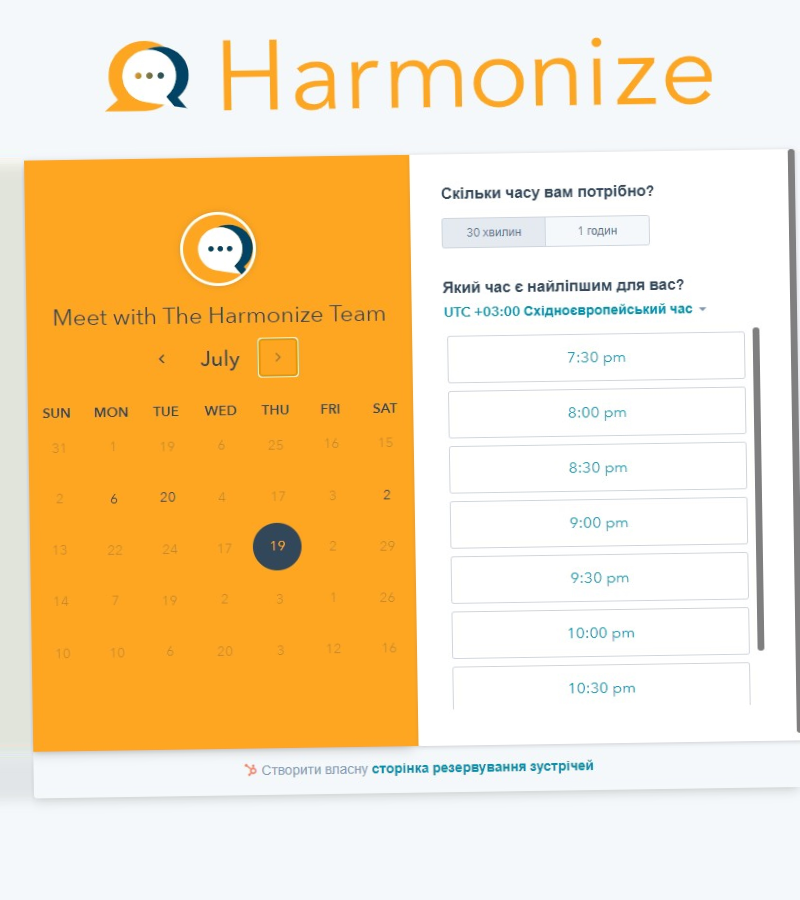 Harmonize
Meet with The Harmonize Team
July
SUN MON TUE WED THU FRI SAT
31 1 19 6 25 16 15
2 6 20 4 17 3 2
13 22 24 17 19 2 29
14 7 19 2 3 1 26
10 10 6 20 3 12 16
Скільки часу вам потрібно?
30 хвилин 1 годин
Який час є найліпшим для вас?
UTC +03:00 Східноєвропейський час
7:30 pm
8:00 pm
8:30 pm
9:00 pm
9:30 pm
10:00 pm
10:30 pm
Створити власну сторінка резервування зустрічей